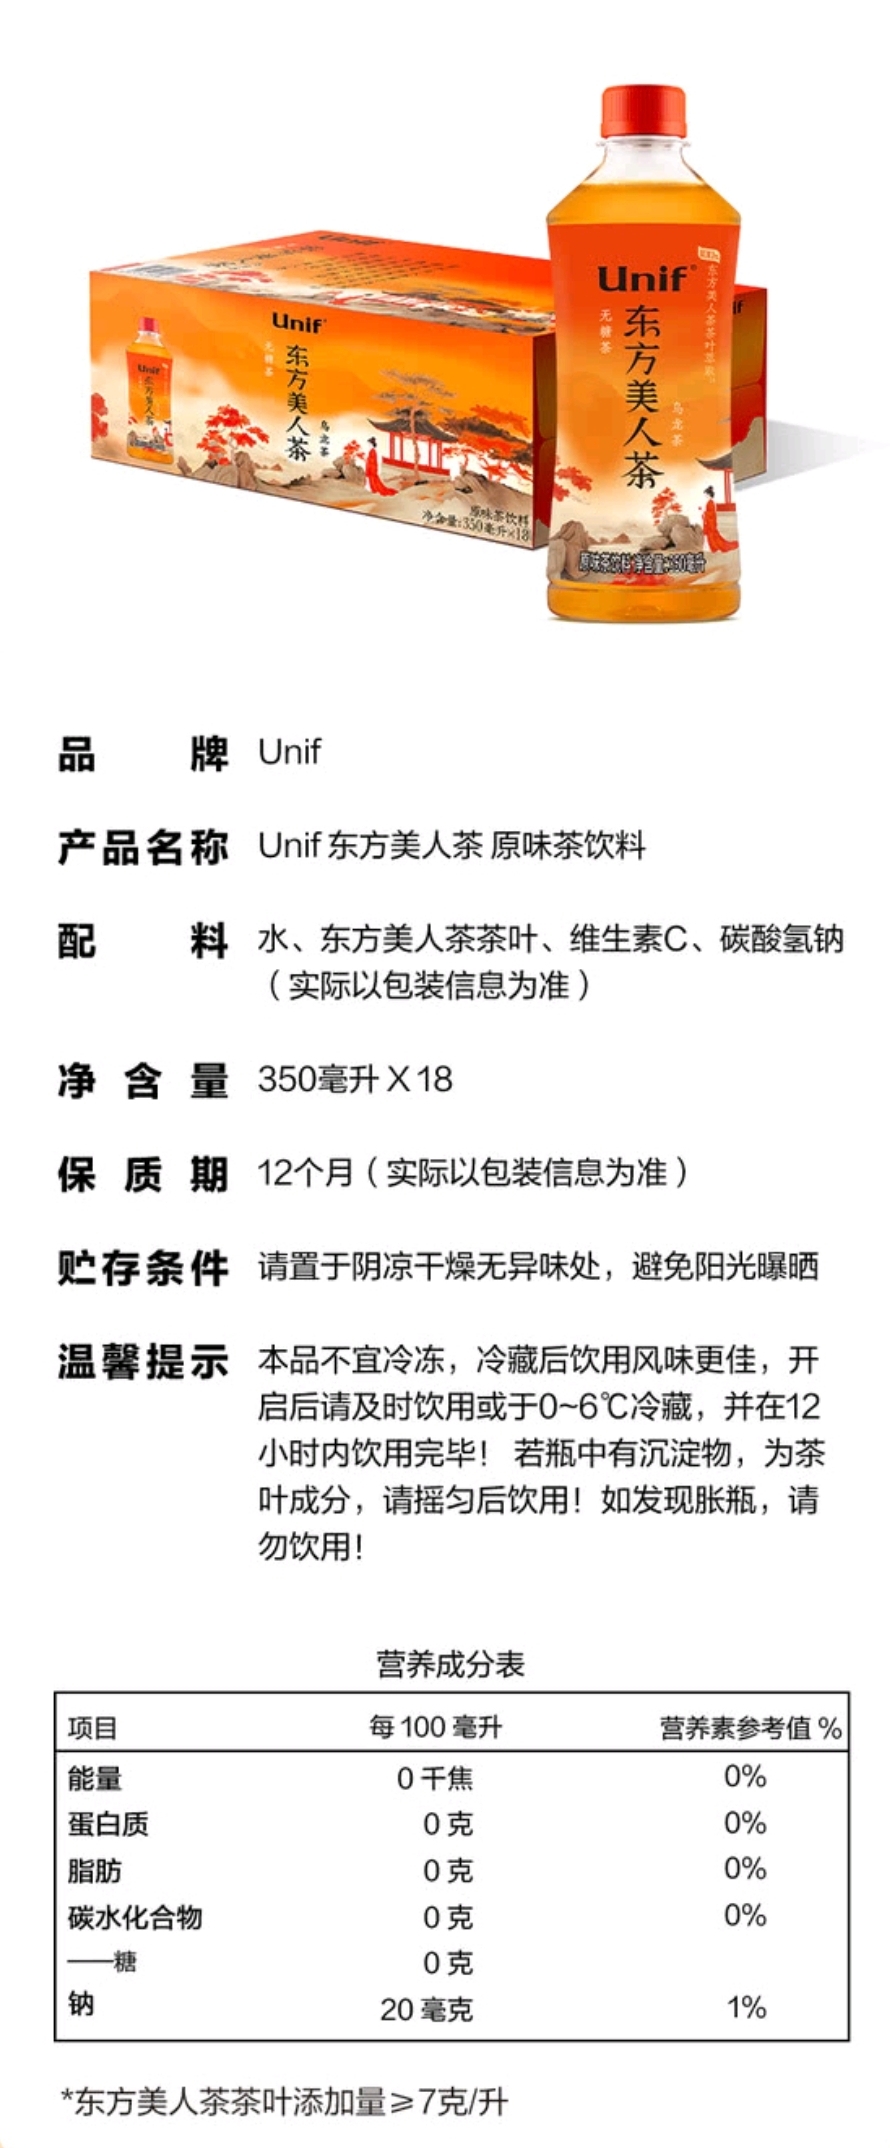 Unif
Unif
无糖茶
东方美人茶
乌龙茶
原味茶饮料
净含量:350毫升×18
Unif
东方美人茶
Unif
无糖茶
东方美人茶
乌龙茶
东方美人茶茶叶萃取
原味茶饮料 净含量:350毫升
品牌 Unif
产品名称 Unif 东方美人茶 原味茶饮料
配料 水、东方美人茶茶叶、维生素C、碳酸氢钠
（实际以包装信息为准）
净含量 350毫升 X 18
保质期 12个月（实际以包装信息为准）
贮存条件 请置于阴凉干燥无异味处，避免阳光曝晒
温馨提示 本品不宜冷冻，冷藏后饮用风味更佳，开
启后请及时饮用或于0~6℃冷藏，并在12
小时内饮用完毕！ 若瓶中有沉淀物，为茶
叶成分，请摇匀后饮用！如发现胀瓶，请
勿饮用！
营养成分表
项目 每 100 毫升 营养素参考值 %
能量 0 千焦 0%
蛋白质 0 克 0%
脂肪 0 克 0%
碳水化合物 0 克 0%
——糖 0 克
钠 20 毫克 1%
*东方美人茶茶叶添加量≥7克/升